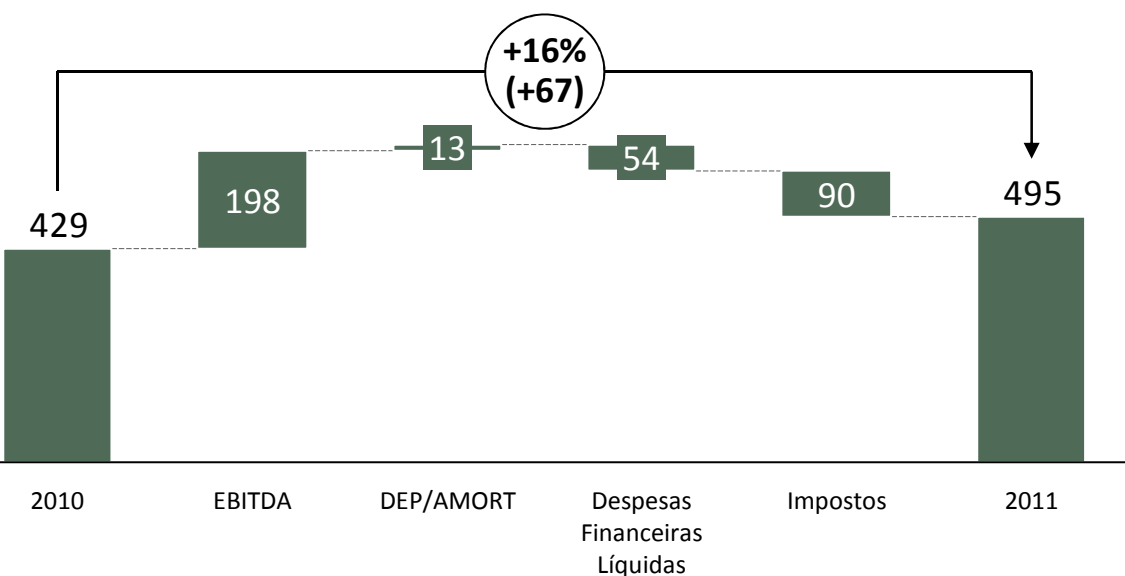 +16%
(+67)
429
198
13
54
90
495
2010
EBITDA
DEP/AMORT
Despesas
Financeiras
Líquidas
Impostos
2011